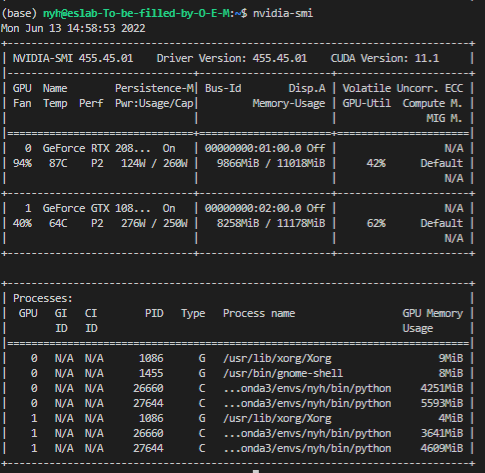 (base) nyh@eslab-To-be-filled-by-O-E-M:~$ nvidia-smi
Mon Jun 13 14:58:53 2022
+-----------------------------------------------------------------------------+
| NVIDIA-SMI 455.45.01    Driver Version: 455.45.01    CUDA Version: 11.1     |
|-------------------------------+----------------------+----------------------+
| GPU  Name        Persistence-M| Bus-Id        Disp.A | Volatile Uncorr. ECC |
| Fan  Temp  Perf  Pwr:Usage/Cap|         Memory-Usage | GPU-Util  Compute M. |
|                               |                      |               MIG M. |
|===============================+======================+======================|
|   0  GeForce RTX 208...  On   | 00000000:01:00.0 Off |                  N/A |
| 94%   87C    P2   124W / 260W |   9866MiB / 11018MiB |     42%      Default |
|                               |                      |                  N/A |
+-------------------------------+----------------------+----------------------+
|   1  GeForce GTX 108...  On   | 00000000:02:00.0 Off |                  N/A |
| 40%   64C    P2   276W / 250W |   8258MiB / 11178MiB |     62%      Default |
|                               |                      |                  N/A |
+-------------------------------+----------------------+----------------------+

+-----------------------------------------------------------------------------+
| Processes:                                                                  |
|  GPU   GI   CI        PID   Type   Process name                  GPU Memory |
|        ID   ID                                                   Usage      |
|=============================================================================|
|    0   N/A  N/A      1086      G   /usr/lib/xorg/Xorg                  9MiB |
|    0   N/A  N/A      1455      G   /usr/bin/gnome-shell                8MiB |
|    0   N/A  N/A     26660      C   ...onda3/envs/nyh/bin/python     4251MiB |
|    0   N/A  N/A     27644      C   ...onda3/envs/nyh/bin/python     5593MiB |
|    1   N/A  N/A      1086      G   /usr/lib/xorg/Xorg                  4MiB |
|    1   N/A  N/A     26660      C   ...onda3/envs/nyh/bin/python     3641MiB |
|    1   N/A  N/A     27644      C   ...onda3/envs/nyh/bin/python     4609MiB |
+-----------------------------------------------------------------------------+